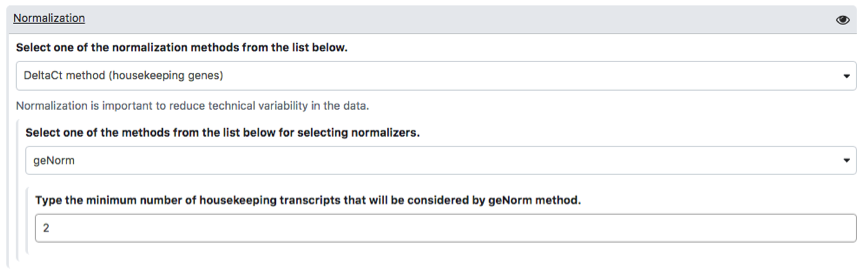 Normalization
Select one of the normalization methods from the list below.
DeltaCt method (housekeeping genes)
Normalization is important to reduce technical variability in the data.
Select one of the methods from the list below for selecting normalizers.
geNorm
Type the minimum number of housekeeping transcripts that will be considered by geNorm method.
2